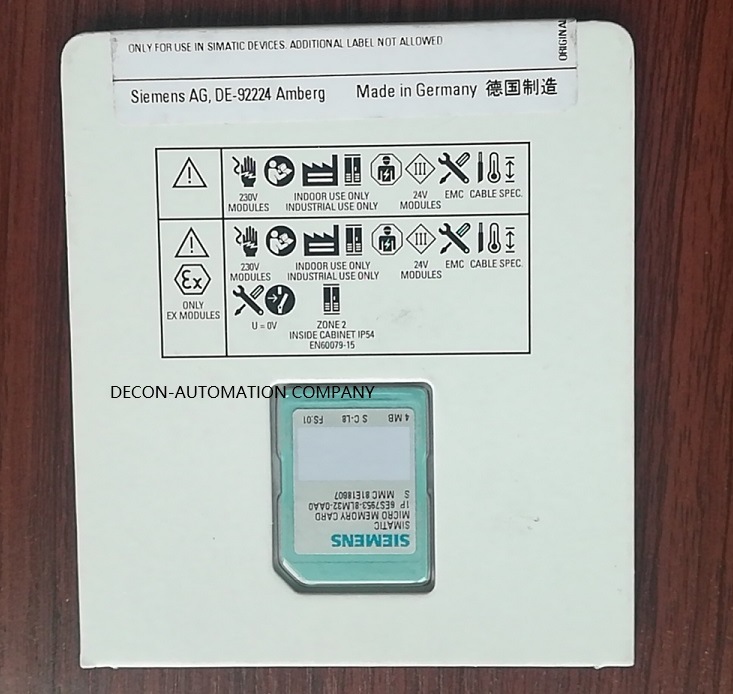 ORIGINAL
ONLY FOR USE IN SIMATIC DEVICES. ADDITIONAL LABEL NOT ALLOWED
Siemens AG, DE-92224 Amberg Made in Germany 德国制造
230V MODULES
INDOOR USE ONLY
INDUSTRIAL USE ONLY
III
24V MODULES
EMC CABLE SPEC.
Ex
ONLY
EX MODULES
230V MODULES
INDOOR USE ONLY
INDUSTRIAL USE ONLY
III
24V MODULES
EMC CABLE SPEC.
U = 0V
ZONE 2
INSIDE CABINET IP54
EN60079-15
DECON-AUTOMATION COMPANY
SIEMENS
SIMATIC
MICRO MEMORY CARD
1P 6ES7953-8LM32-0AA0
S MMC 81E18607
4 MB S C-L8 FS:01